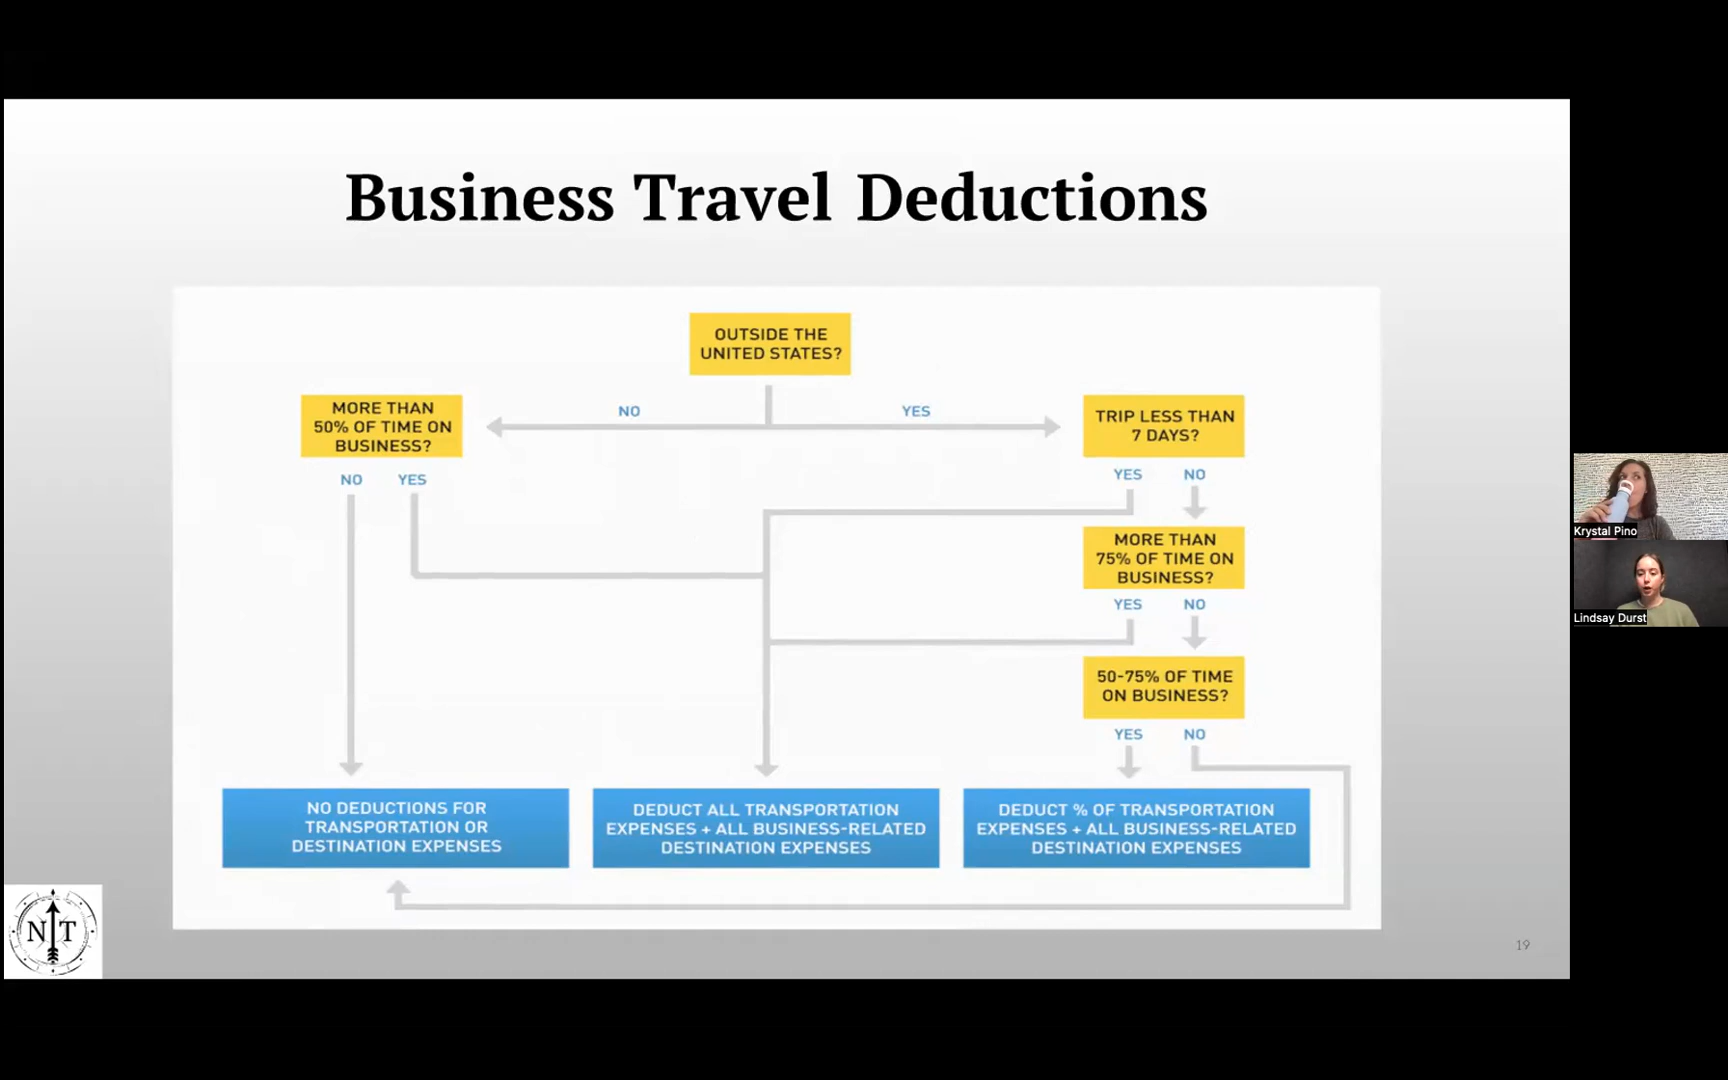 Business Travel Deductions
OUTSIDE THE
UNITED STATES?
NO
YES
MORE THAN
50% OF TIME ON
BUSINESS?
TRIP LESS THAN
7 DAYS?
NO YES
YES NO
MORE THAN
75% OF TIME ON
BUSINESS?
YES NO
50-75% OF TIME
ON BUSINESS?
YES NO
NO DEDUCTIONS FOR
TRANSPORTATION OR
DESTINATION EXPENSES
DEDUCT ALL TRANSPORTATION
EXPENSES + ALL BUSINESS-RELATED
DESTINATION EXPENSES
DEDUCT % OF TRANSPORTATION
EXPENSES + ALL BUSINESS-RELATED
DESTINATION EXPENSES
N T
19
Krystal Pino
Lindsay Durst